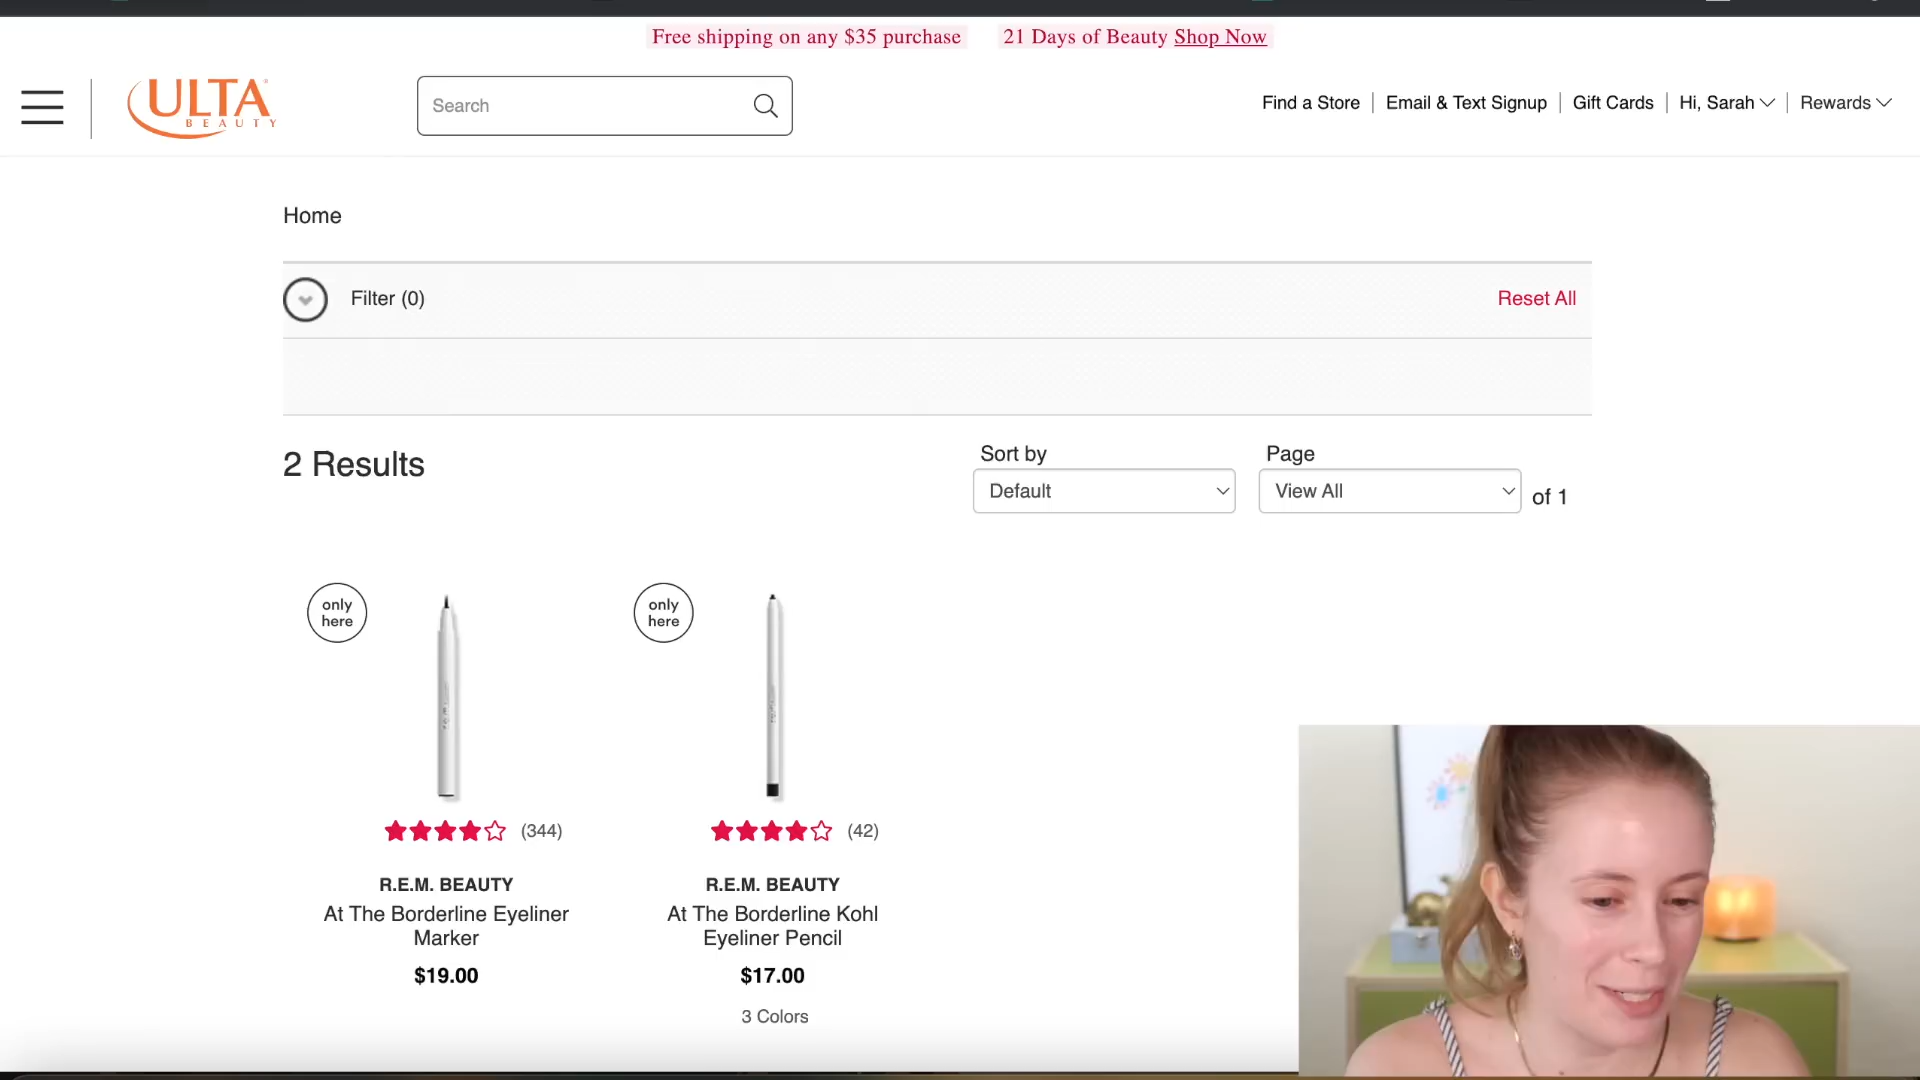 Free shipping on any $35 purchase
21 Days of Beauty Shop Now
ULTA
BEAUTY
Search
Find a Store
Email & Text Signup
Gift Cards
Hi, Sarah
Rewards
Home
Filter (0)
Reset All
2 Results
Sort by
Default
Page
View All
of 1
only
here
(344)
R.E.M. BEAUTY
At The Borderline Eyeliner
Marker
$19.00
only
here
(42)
R.E.M. BEAUTY
At The Borderline Kohl
Eyeliner Pencil
$17.00
3 Colors